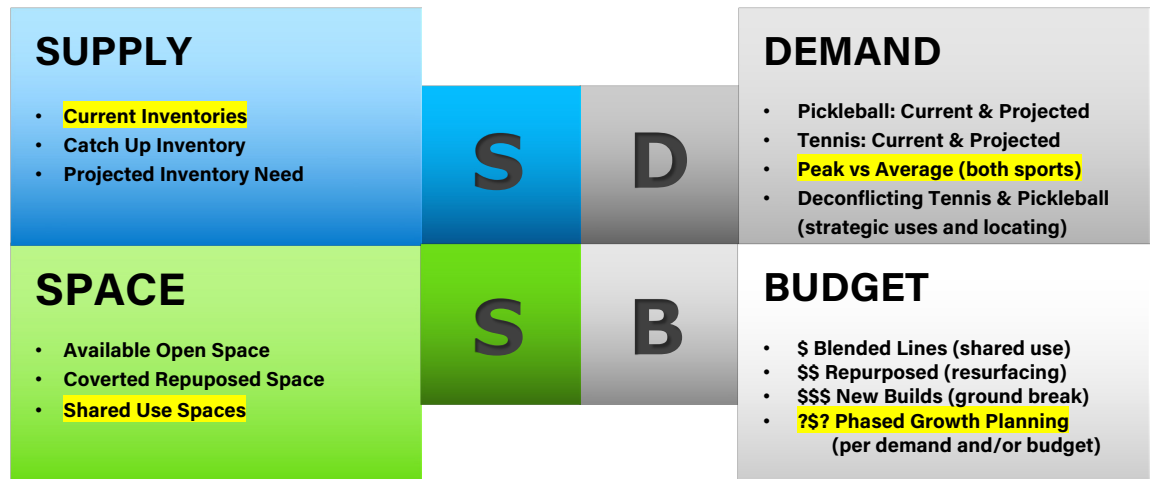 SUPPLY
• Current Inventories
• Catch Up Inventory
• Projected Inventory Need
S
D
DEMAND
• Pickleball: Current & Projected
• Tennis: Current & Projected
• Peak vs Average (both sports)
• Deconflicting Tennis & Pickleball
(strategic uses and locating)
SPACE
• Available Open Space
• Coverted Repuposed Space
• Shared Use Spaces
S
B
BUDGET
• $ Blended Lines (shared use)
• $$ Repurposed (resurfacing)
• $$$ New Builds (ground break)
• ?$? Phased Growth Planning
(per demand and/or budget)